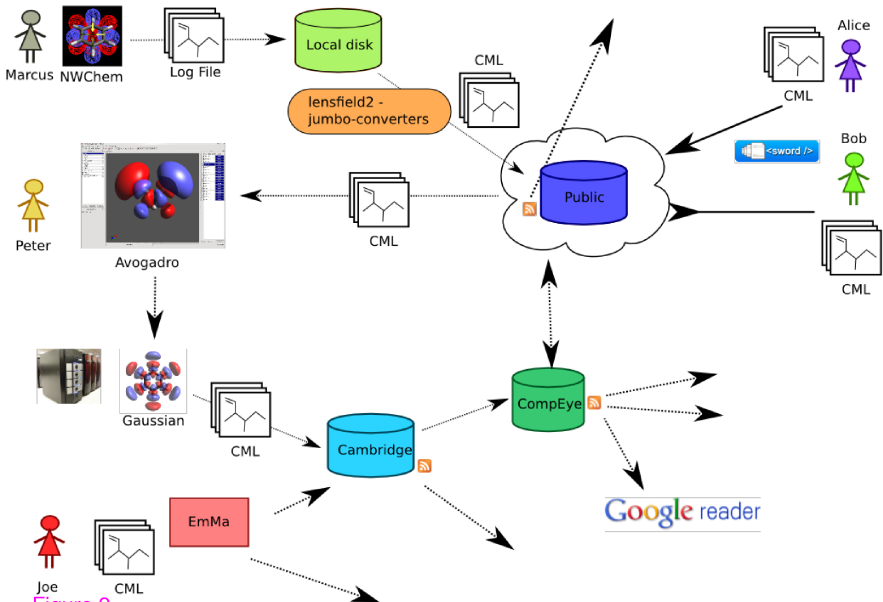 Marcus
NWChem
Log File
Local disk
lensfield2 -
jumbo-converters
CML
Alice
CML
<sword />
Bob
CML
Public
CML
Peter
Avogadro
Gaussian
CML
Cambridge
CompEye
Google reader
EmMa
Joe
CML